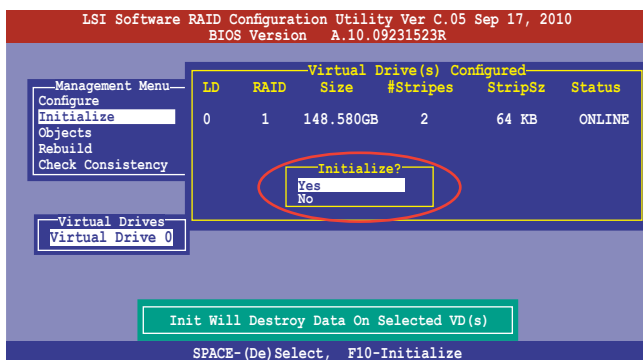 LSI Software RAID Configuration Utility Ver C.05 Sep 17, 2010
BIOS Version A.10.09231523R
Virtual Drive(s) Configured
LD RAID Size #Stripes StripSz Status
0 1 148.580GB 2 64 KB ONLINE
Management Menu
Configure
Initialize
Objects
Rebuild
Check Consistency
Initialize?
Yes
No
Virtual Drives
Virtual Drive 0
Init Will Destroy Data On Selected VD(s)
SPACE-(De)Select, F10-Initialize